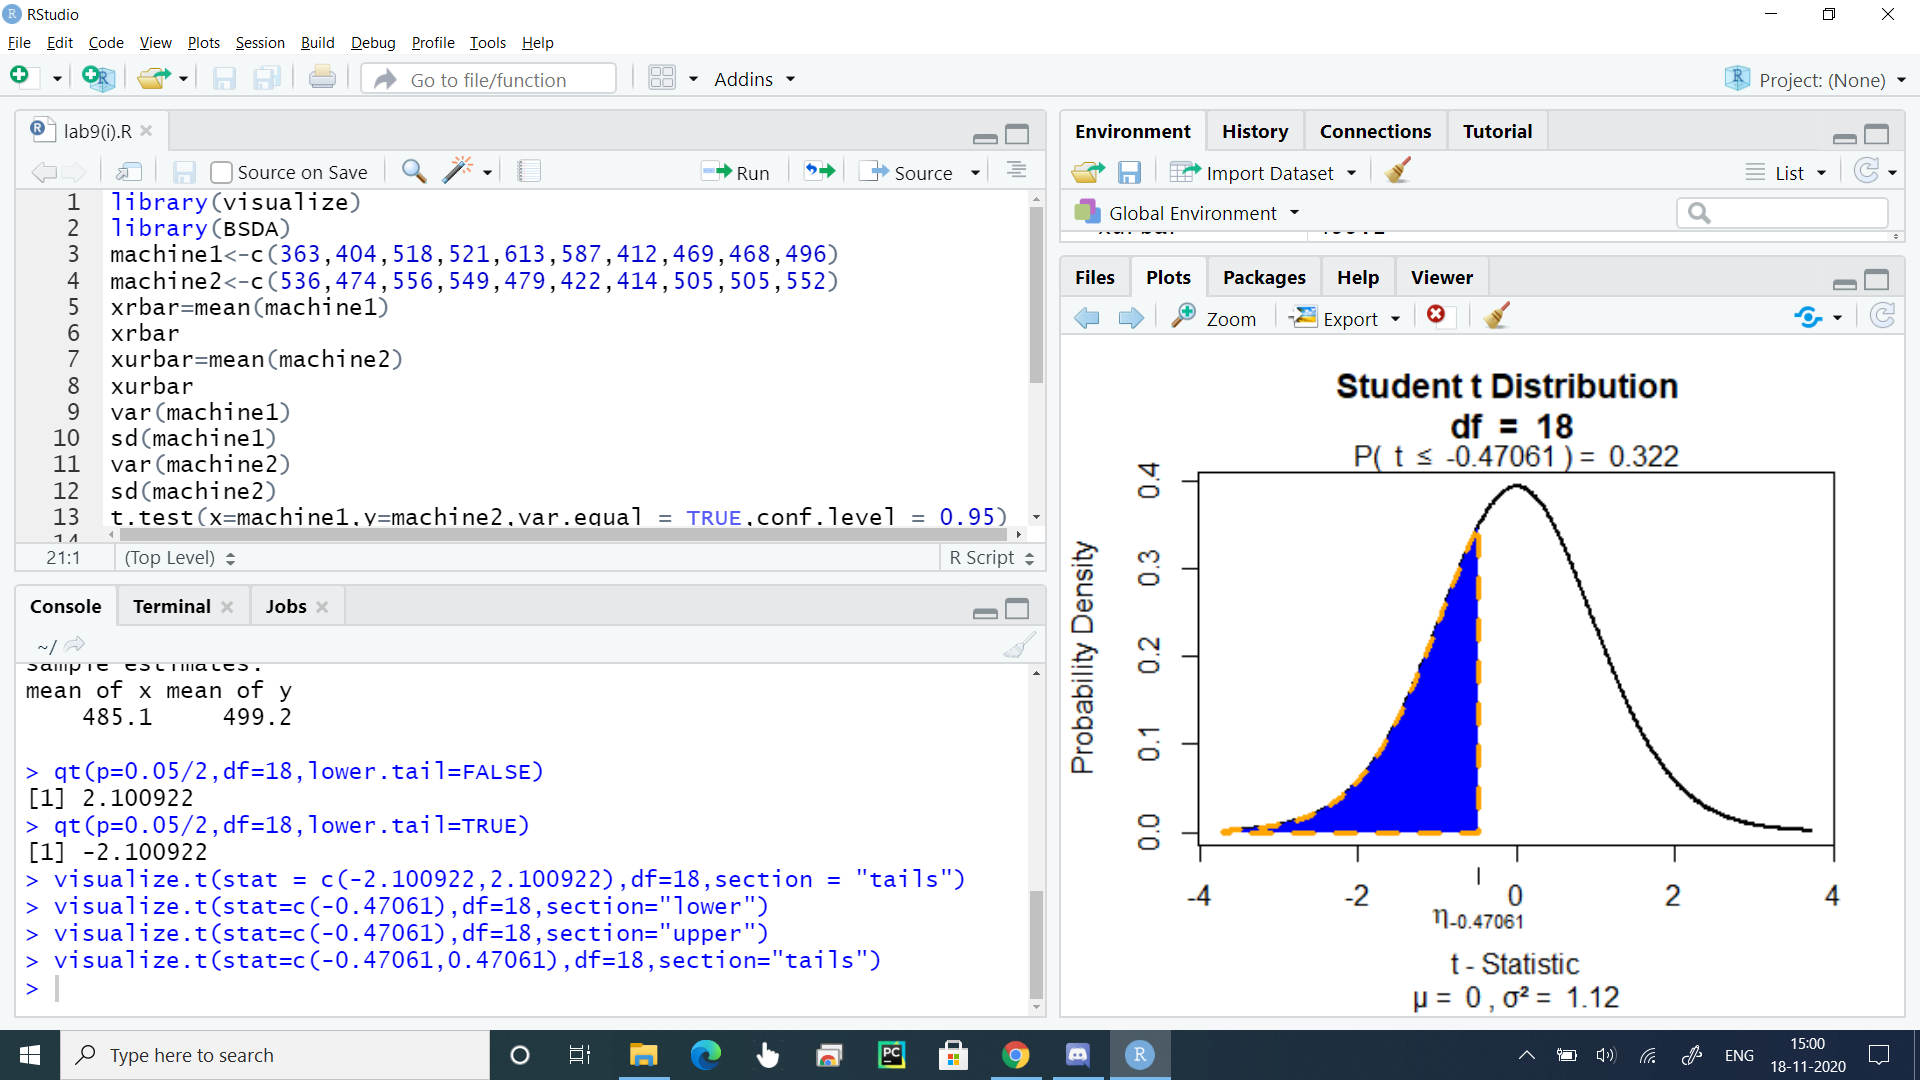 RStudio
File Edit Code View Plots Session Build Debug Profile Tools Help
Go to file/function
Addins
Project: (None)
lab9(i).R
Source on Save
Run
Source
1 library(visualize)
2 library(BSDA)
3 machine1<-c(363,404,518,521,613,587,412,469,468,496)
4 machine2<-c(536,474,556,549,479,422,414,505,505,552)
5 xrbar=mean(machine1)
6 xrbar
7 xurbar=mean(machine2)
8 xurbar
9 var(machine1)
10 sd(machine1)
11 var(machine2)
12 sd(machine2)
13 t.test(x=machine1,y=machine2,var.equal = TRUE,conf.level = 0.95)
14
21:1
(Top Level)
R Script
Console Terminal Jobs
~/
sample estimates:
mean of x mean of y
485.1 499.2
> qt(p=0.05/2,df=18,lower.tail=FALSE)
[1] 2.100922
> qt(p=0.05/2,df=18,lower.tail=TRUE)
[1] -2.100922
> visualize.t(stat = c(-2.100922,2.100922),df=18,section = "tails")
> visualize.t(stat=c(-0.47061),df=18,section="lower")
> visualize.t(stat=c(-0.47061),df=18,section="upper")
> visualize.t(stat=c(-0.47061,0.47061),df=18,section="tails")
>
Environment History Connections Tutorial
Import Dataset
List
Global Environment
Files Plots Packages Help Viewer
Zoom
Export
Student t Distribution
df = 18
P( t ≤ -0.47061 ) = 0.322
Probability Density
0.4
0.3
0.2
0.1
0.0
-4 -2 0 2 4
η-0.47061
t - Statistic
μ = 0 , σ² = 1.12
Type here to search
PC
R
ENG
15:00
18-11-2020